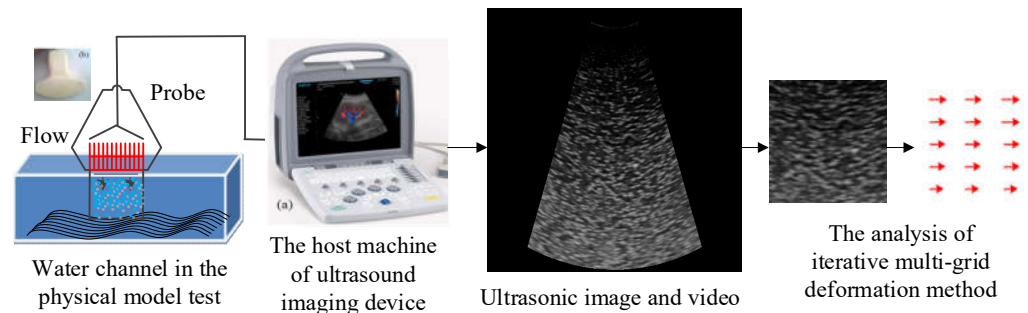 (b)
Probe
Flow
(a)
Water channel in the
physical model test
The host machine
of ultrasound
imaging device
Ultrasonic image and video
The analysis of
iterative multi-grid
deformation method